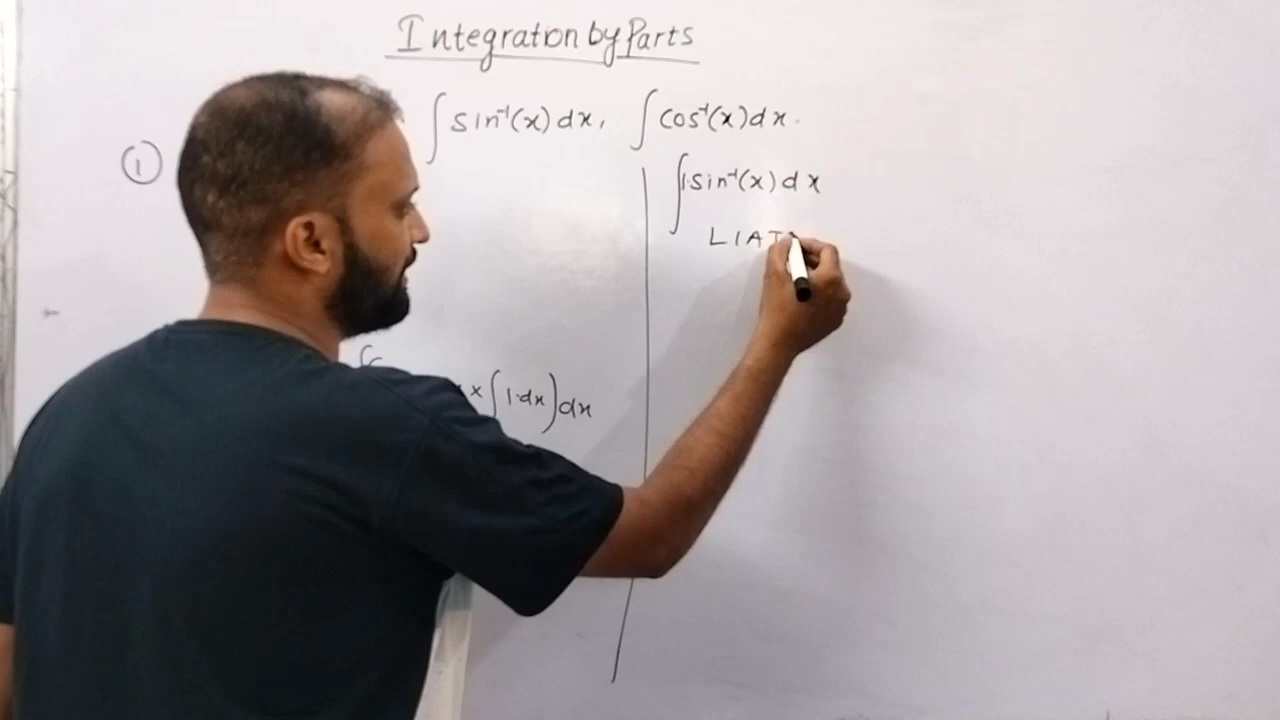 Integration by Parts
∫ sin⁻¹(x) dx, ∫ cos⁻¹(x) dx.
①
∫ 1·sin⁻¹(x) dx
LIAT
x ∫ 1·dx) dx